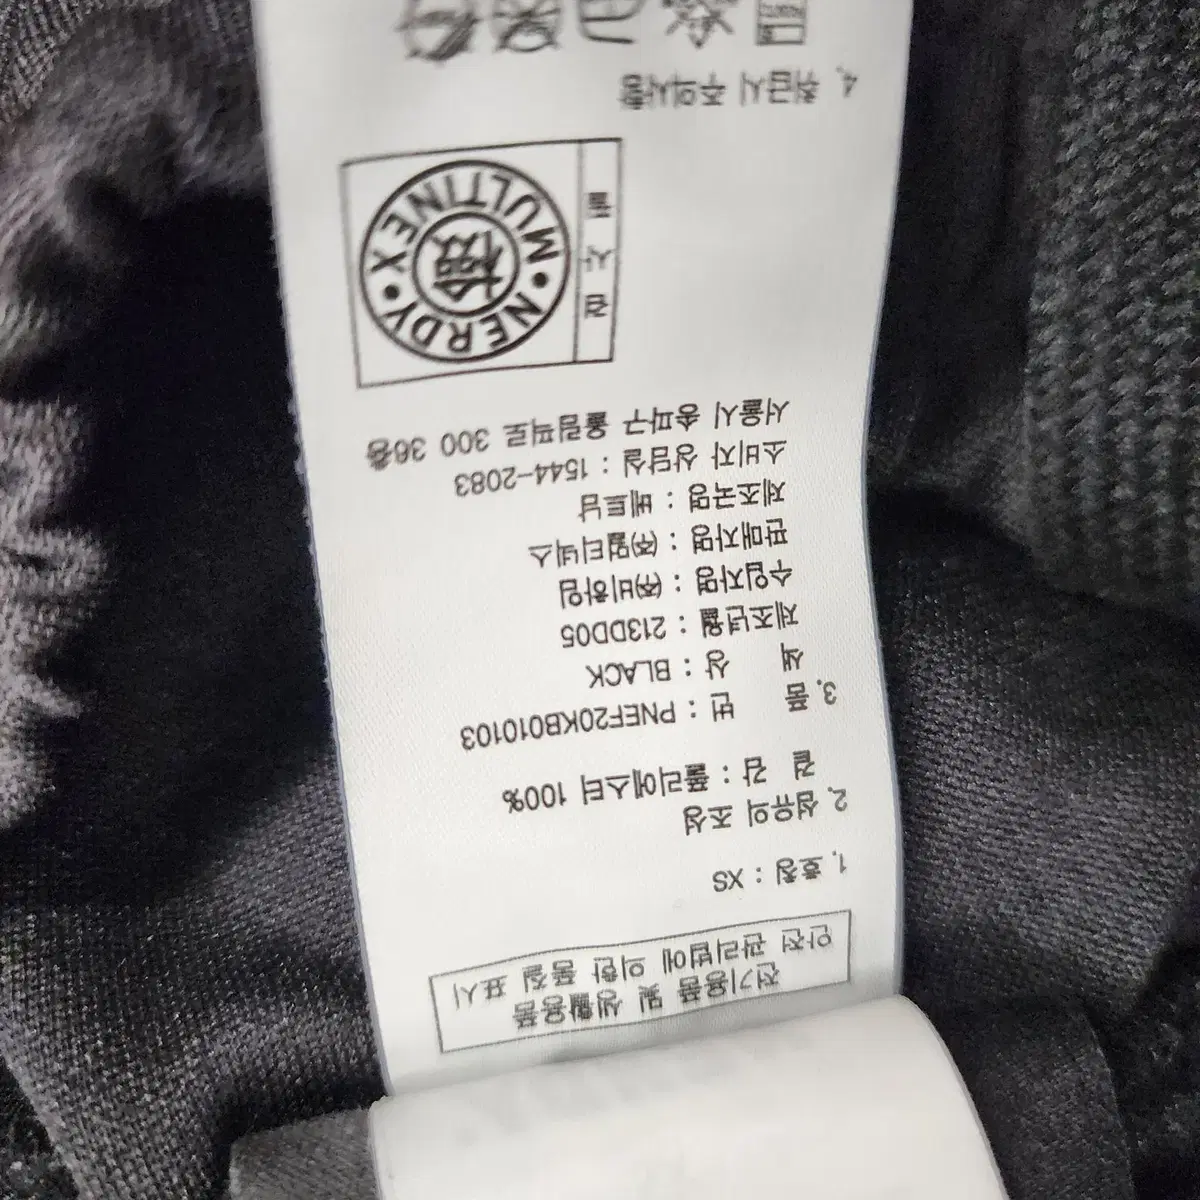 전기용품 및 생활용품
안전 관리법에 의한 품질 표시
1. 호칭 : XS
2. 섬유의 조성
겉 감 : 폴리에스터 100%
3. 품 번 : PNEF20KB010103
색 상 : BLACK
제조년월 : 213DD05
수입자명 : ㈜비하임
판매자명 : ㈜멀티넥스
제조국명 : 베트남
소비자 상담실 : 1544-2083
서울시 송파구 올림픽로 300 36층
검사필
NERDY • MULTINEX •
檢
4. 취급시 주의사항